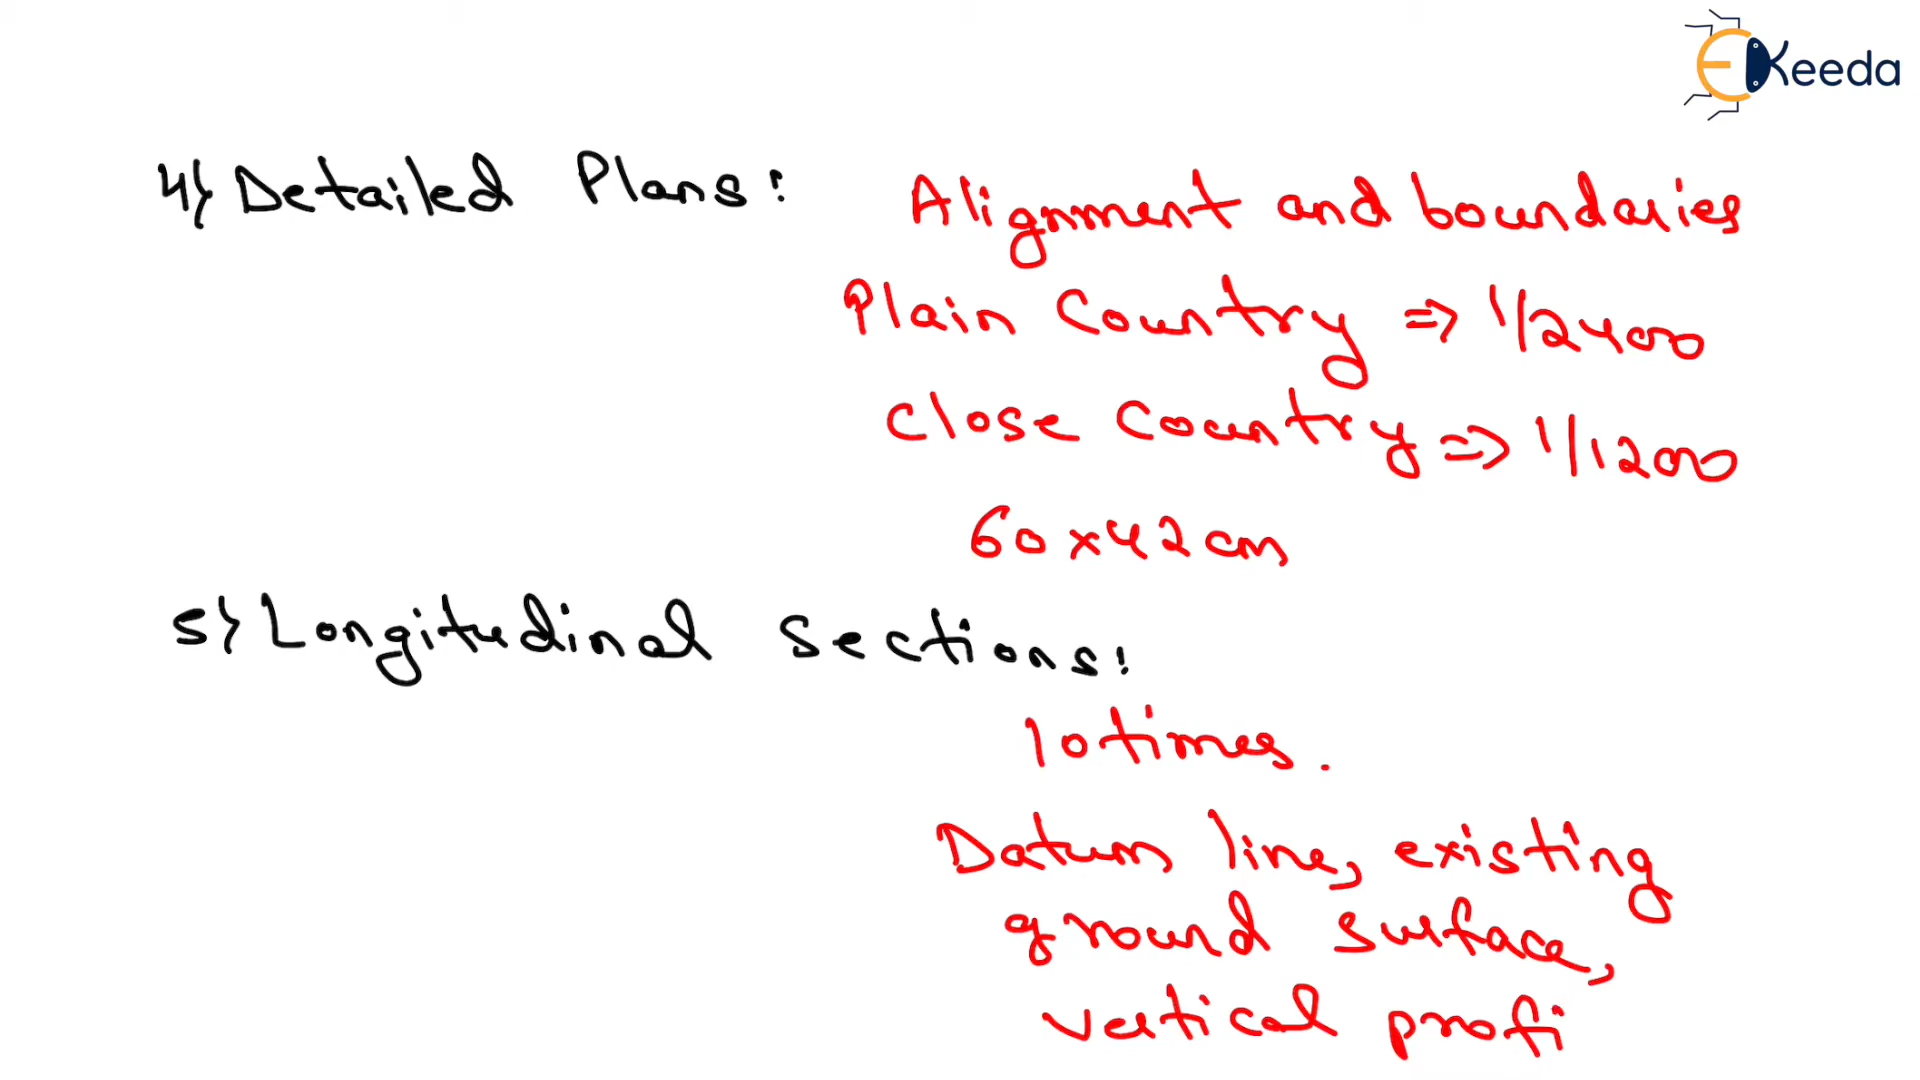 EKeeda
4) Detailed Plans:
Alignment and boundaries
Plain Country => 1/2400
Close Country => 1/1200
60x42cm
5) Longitudinal Sections:
10times.
Datum line, existing
ground surface,
vertical profi